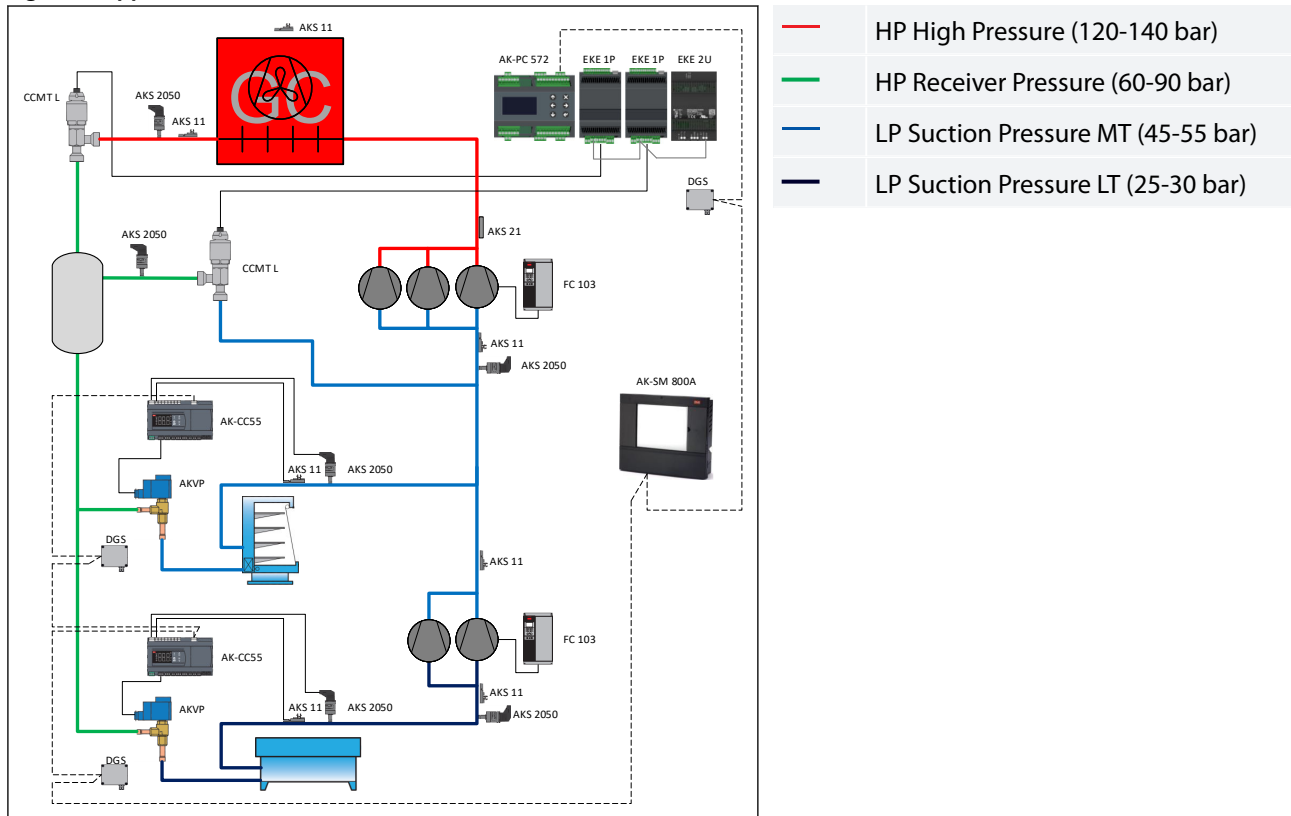 AKS 11
AK-PC 572
EKE 1P
EKE 1P
EKE 2U
CCMT L
AKS 2050
AKS 11
GC
DGS
AKS 21
AKS 2050
CCMT L
FC 103
AKS 11
AKS 2050
AK-SM 800A
AK-CC55
AKS 11
AKS 2050
AKVP
DGS
AKS 11
FC 103
AK-CC55
AKS 11
AKVP
AKS 11
AKS 2050
AKS 2050
DGS
HP High Pressure (120-140 bar)
HP Receiver Pressure (60-90 bar)
LP Suction Pressure MT (45-55 bar)
LP Suction Pressure LT (25-30 bar)